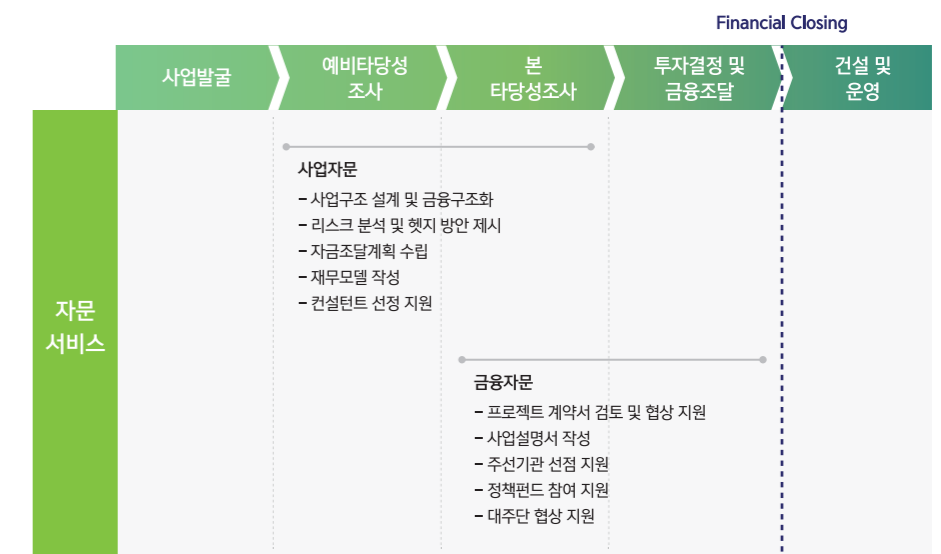 Financial Closing
사업발굴
예비타당성
조사
본
타당성조사
투자결정 및
금융조달
건설 및
운영
자문
서비스
사업자문
– 사업구조 설계 및 금융구조화
– 리스크 분석 및 헷지 방안 제시
– 자금조달계획 수립
– 재무모델 작성
– 컨설턴트 선정 지원
금융자문
– 프로젝트 계약서 검토 및 협상 지원
– 사업설명서 작성
– 주선기관 선점 지원
– 정책펀드 참여 지원
– 대주단 협상 지원